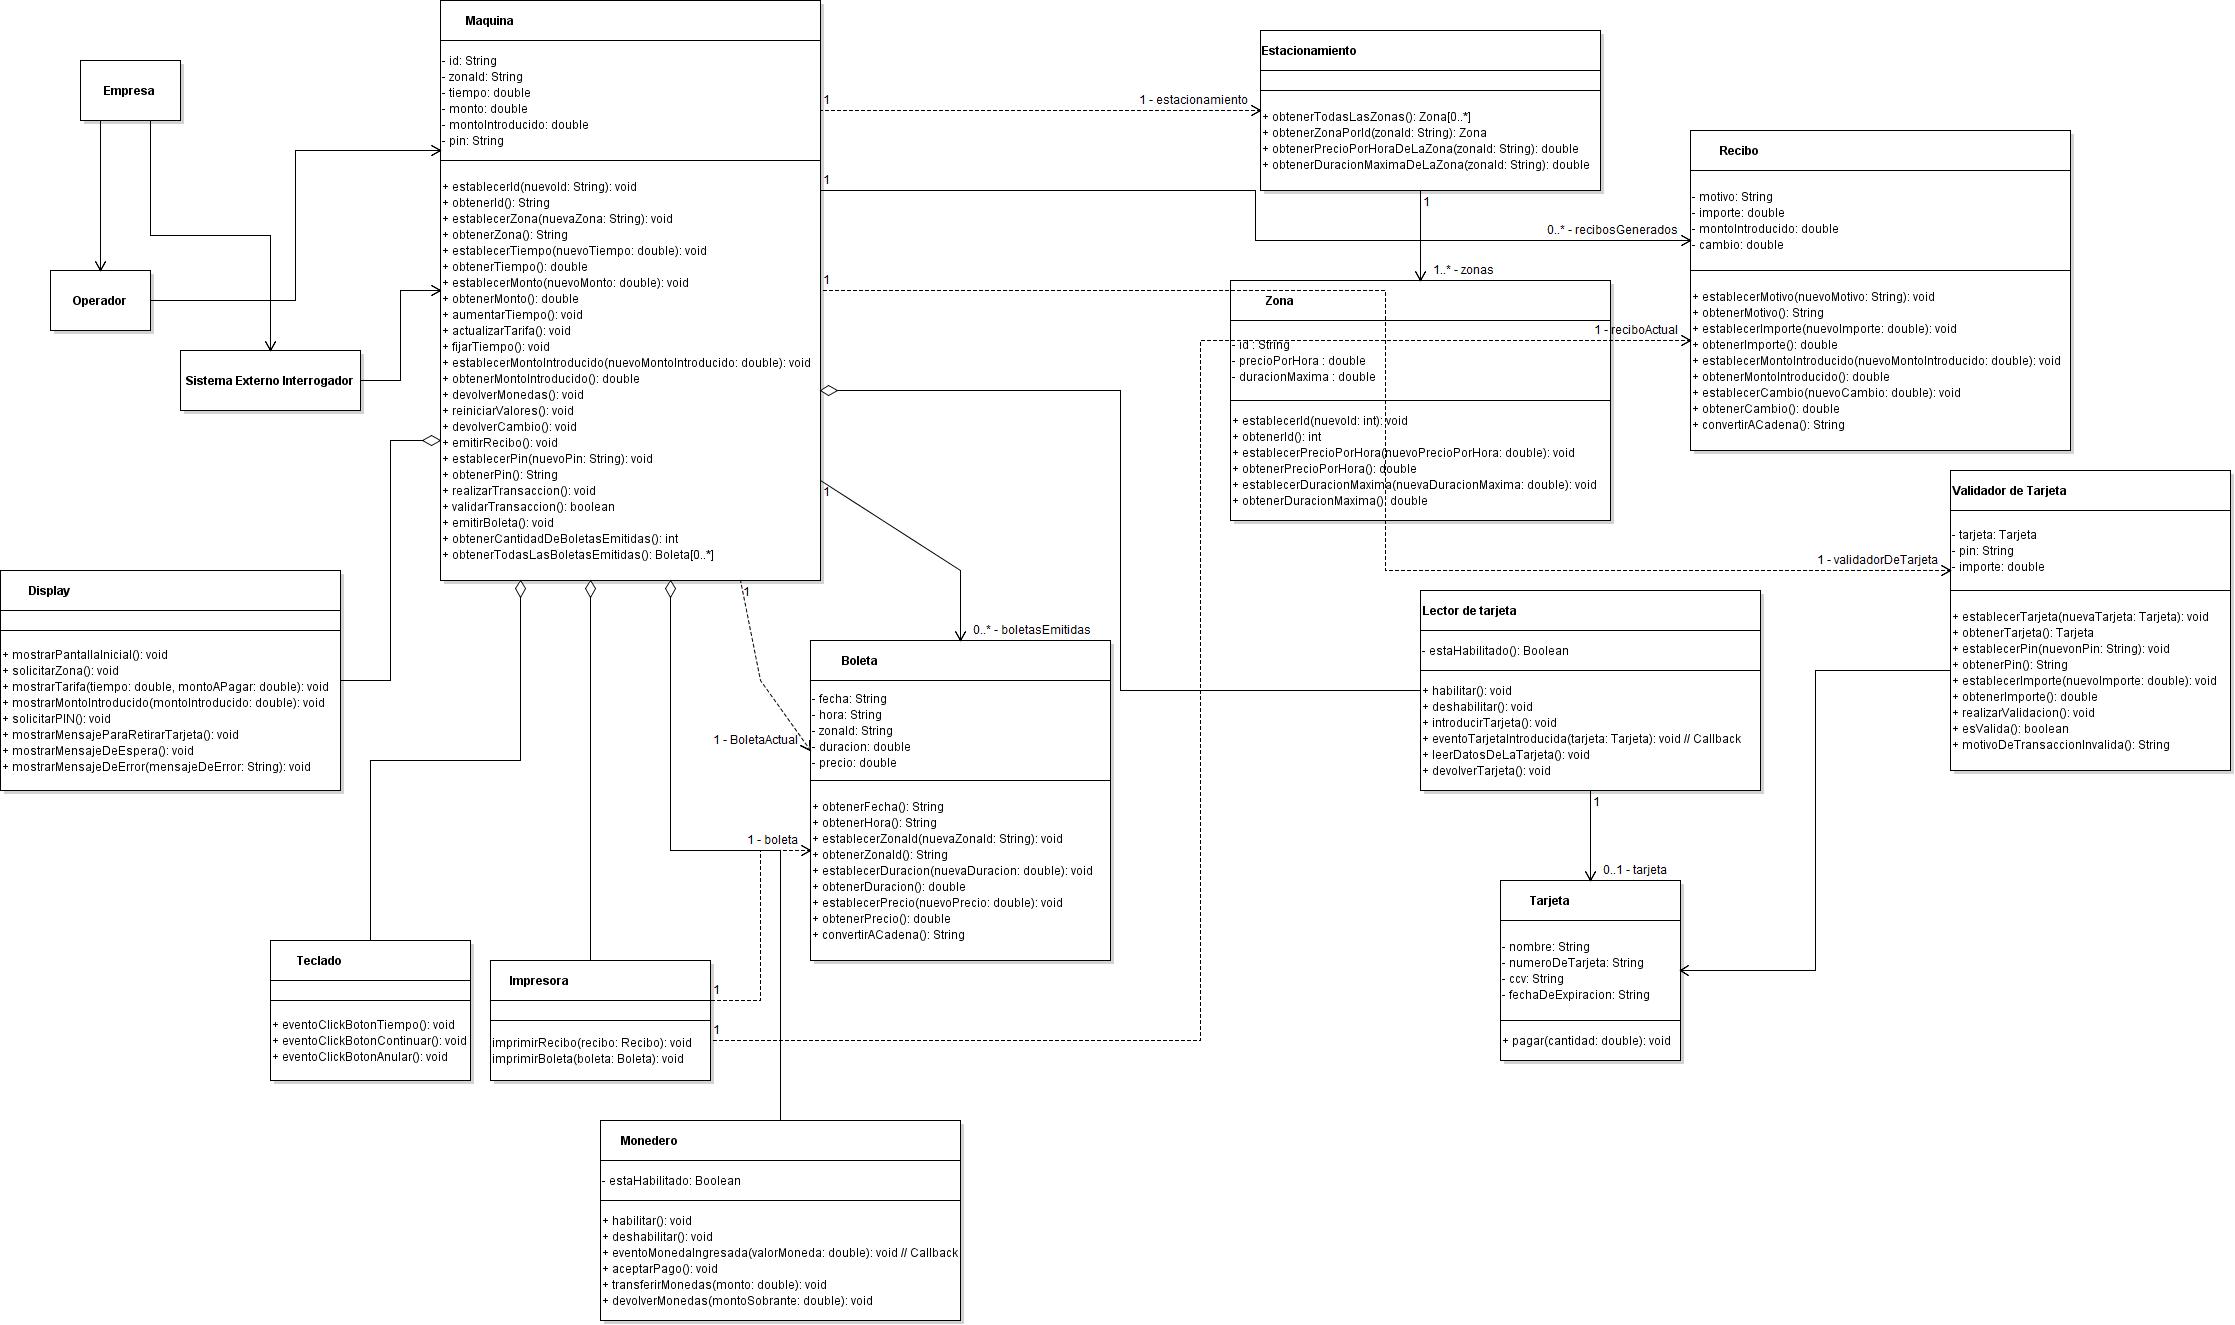 Maquina
- id: String
- zonaId: String
- tiempo: double
- monto: double
- montoIntroducido: double
- pin: String
+ establecerId(nuevoId: String): void
+ obtenerId(): String
+ establecerZona(nuevaZona: String): void
+ obtenerZona(): String
+ establecerTiempo(nuevoTiempo: double): void
+ obtenerTiempo(): double
+ establecerMonto(nuevoMonto: double): void
+ obtenerMonto(): double
+ aumentarTiempo(): void
+ actualizarTarifa(): void
+ fijarTiempo(): void
+ establecerMontoIntroducido(nuevoMontoIntroducido: double): void
+ obtenerMontoIntroducido(): double
+ devolverMonedas(): void
+ reiniciarValores(): void
+ devolverCambio(): void
+ emitirRecibo(): void
+ establecerPin(nuevoPin: String): void
+ obtenerPin(): String
+ realizarTransaccion(): void
+ validarTransaccion(): boolean
+ emitirBoleta(): void
+ obtenerCantidadDeBoletasEmitidas(): int
+ obtenerTodasLasBoletasEmitidas(): Boleta[0..*]
Empresa
Operador
Sistema Externo Interrogador
1
1 - estacionamiento
Estacionamiento
+ obtenerTodasLasZonas(): Zona[0..*]
+ obtenerZonaPorId(zonaId: String): Zona
+ obtenerPrecioPorHoraDeLaZona(zonaId: String): double
+ obtenerDuracionMaximaDeLaZona(zonaId: String): double
1
1..* - zonas
1
0..* - recibosGenerados
Recibo
- motivo: String
- importe: double
- montoIntroducido: double
- cambio: double
+ establecerMotivo(nuevoMotivo: String): void
+ obtenerMotivo(): String
+ establecerImporte(nuevoImporte: double): void
+ obtenerImporte(): double
+ establecerMontoIntroducido(nuevoMontoIntroducido: double): void
+ obtenerMontoIntroducido(): double
+ establecerCambio(nuevoCambio: double): void
+ obtenerCambio(): double
+ convertirACadena(): String
Zona
- id : String
- precioPorHora : double
- duracionMaxima : double
+ establecerId(nuevoId: int): void
+ obtenerId(): int
+ establecerPrecioPorHora(nuevoPrecioPorHora: double): void
+ obtenerPrecioPorHora(): double
+ establecerDuracionMaxima(nuevaDuracionMaxima: double): void
+ obtenerDuracionMaxima(): double
1 - reciboActual
1
1 - validadorDeTarjeta
Validador de Tarjeta
- tarjeta: Tarjeta
- pin: String
- importe: double
+ establecerTarjeta(nuevaTarjeta: Tarjeta): void
+ obtenerTarjeta(): Tarjeta
+ establecerPin(nuevonPin: String): void
+ obtenerPin(): String
+ establecerImporte(nuevoImporte: double): void
+ obtenerImporte(): double
+ realizarValidacion(): void
+ esValida(): boolean
+ motivoDeTransaccionInvalida(): String
Display
+ mostrarPantallaInicial(): void
+ solicitarZona(): void
+ mostrarTarifa(tiempo: double, montoAPagar: double): void
+ mostrarMontoIntroducido(montoIntroducido: double): void
+ solicitarPIN(): void
+ mostrarMensajeParaRetirarTarjeta(): void
+ mostrarMensajeDeEspera(): void
+ mostrarMensajeDeError(mensajeDeError: String): void
1
0..* - boletasEmitidas
1
1 - BoletaActual
Boleta
- fecha: String
- hora: String
- zonaId: String
- duracion: double
- precio: double
+ obtenerFecha(): String
+ obtenerHora(): String
+ establecerZonaId(nuevaZonaId: String): void
+ obtenerZonaId(): String
+ establecerDuracion(nuevaDuracion: double): void
+ obtenerDuracion(): double
+ establecerPrecio(nuevoPrecio: double): void
+ obtenerPrecio(): double
+ convertirACadena(): String
1 - boleta
Lector de tarjeta
- estaHabilitado(): Boolean
+ habilitar(): void
+ deshabilitar(): void
+ introducirTarjeta(): void
+ eventoTarjetaIntroducida(tarjeta: Tarjeta): void // Callback
+ leerDatosDeLaTarjeta(): void
+ devolverTarjeta(): void
1
0..1 - tarjeta
Tarjeta
- nombre: String
- numeroDeTarjeta: String
- ccv: String
- fechaDeExpiracion: String
+ pagar(cantidad: double): void
Teclado
+ eventoClickBotonTiempo(): void
+ eventoClickBotonContinuar(): void
+ eventoClickBotonAnular(): void
Impresora
imprimirRecibo(recibo: Recibo): void
imprimirBoleta(boleta: Boleta): void
1
1
Monedero
- estaHabilitado: Boolean
+ habilitar(): void
+ deshabilitar(): void
+ eventoMonedaIngresada(valorMoneda: double): void // Callback
+ aceptarPago(): void
+ transferirMonedas(monto: double): void
+ devolverMonedas(montoSobrante: double): void